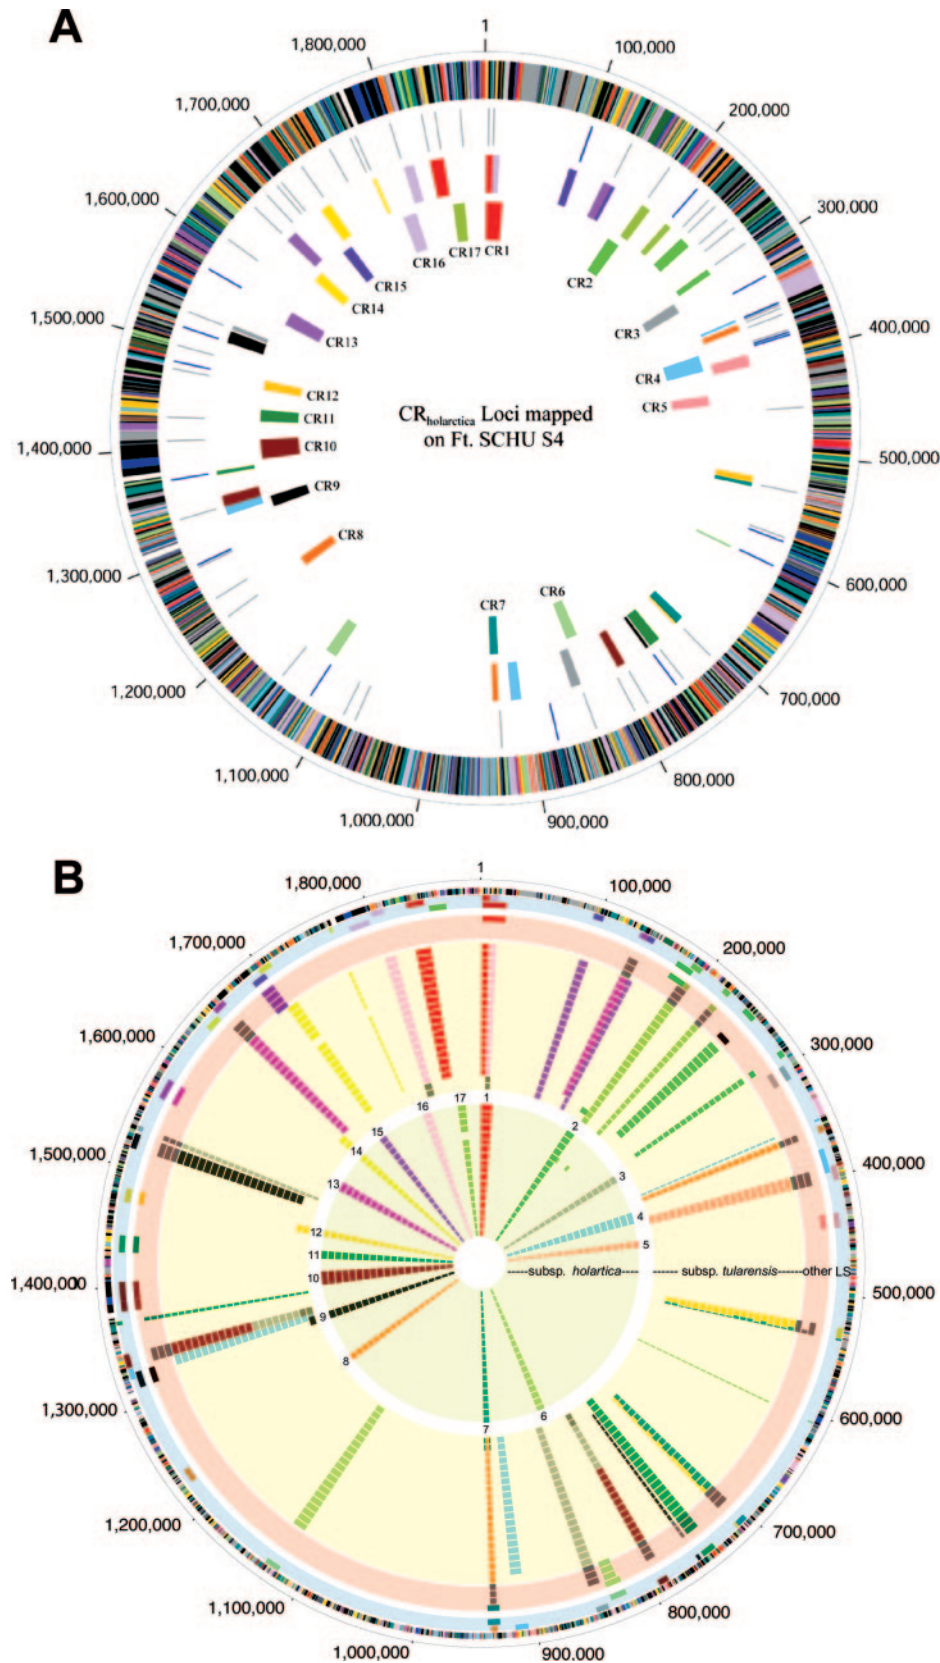 A
1
100,000
200,000
300,000
400,000
500,000
600,000
700,000
800,000
900,000
1,000,000
1,100,000
1,200,000
1,300,000
1,400,000
1,500,000
1,600,000
1,700,000
1,800,000
CR1
CR2
CR3
CR4
CR5
CR6
CR7
CR8
CR9
CR10
CR11
CR12
CR13
CR14
CR15
CR16
CR17
CRholarctica Loci mapped
on Ft. SCHU S4
B
1
100,000
200,000
300,000
400,000
500,000
600,000
700,000
800,000
900,000
1,000,000
1,100,000
1,200,000
1,300,000
1,400,000
1,500,000
1,600,000
1,700,000
1,800,000
1
2
3
4
5
6
7
8
9
10
11
12
13
14
15
16
17
subsp. holartica
subsp. tularensis
other LS